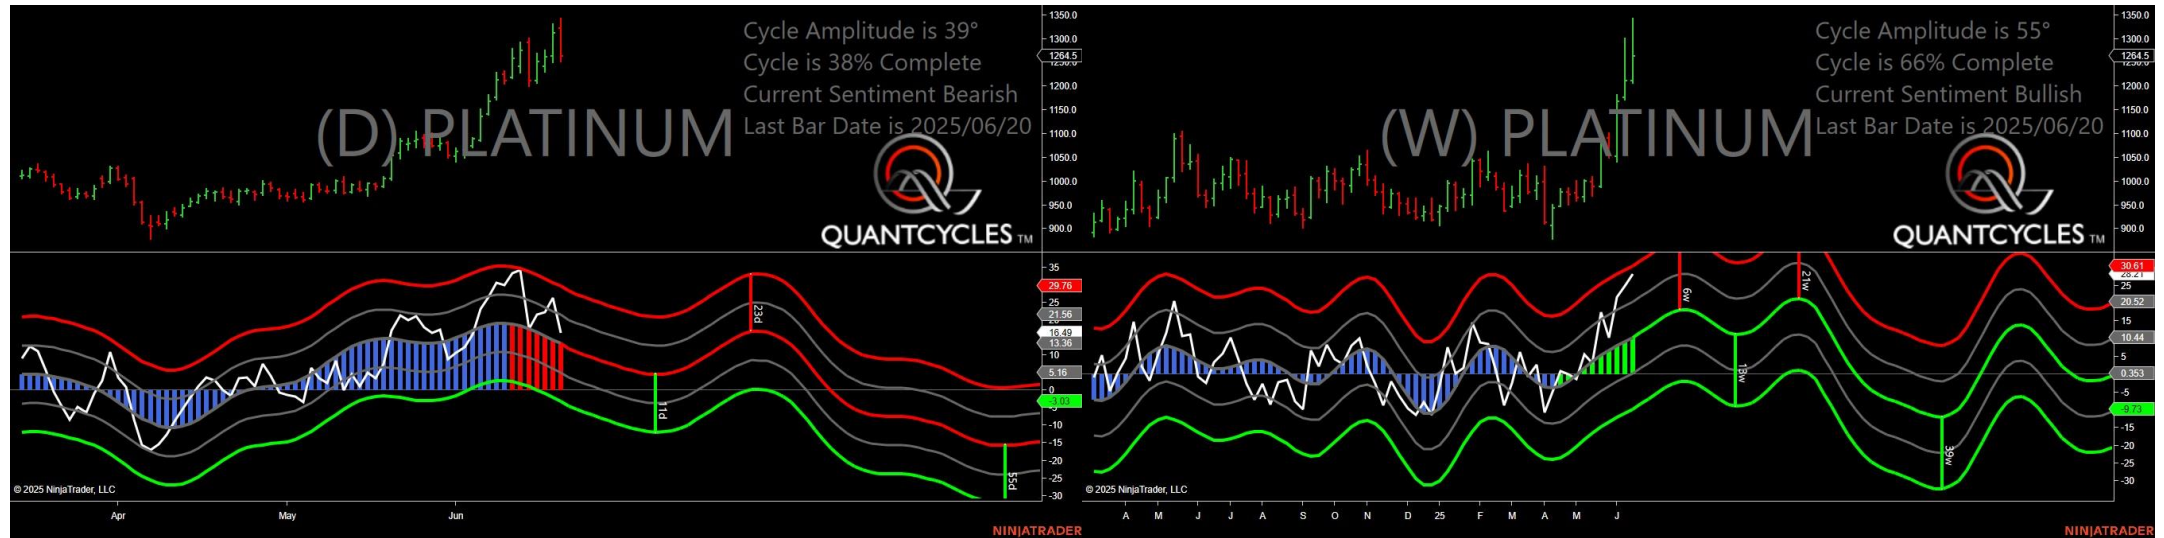 Cycle Amplitude is 39°
Cycle is 38% Complete
Current Sentiment Bearish
Last Bar Date is 2025/06/20
(D) PLATINUM
QUANTCYCLES TM
1350.0
1300.0
1264.5
1200.0
1150.0
1100.0
1050.0
1000.0
950.0
900.0
35
29.76
25
21.56
16.49
13.36
10
5.16
0
-3.03
-10
-15
-20
-25
-30
23d
11d
55d
© 2025 NinjaTrader, LLC
Apr
May
Jun
NINJATRADER
Cycle Amplitude is 55°
Cycle is 66% Complete
Current Sentiment Bullish
Last Bar Date is 2025/06/20
(W) PLATINUM
QUANTCYCLES TM
1350.0
1300.0
1264.5
1200.0
1150.0
1100.0
1050.0
1000.0
950.0
900.0
30.61
28.21
25
20.52
15
10.44
5
0.353
-5
-9.73
-15
-20
-25
-30
6w
21w
13w
39w
© 2025 NinjaTrader, LLC
A M J J A S O N D 25 F M A M J
NINJATRADER